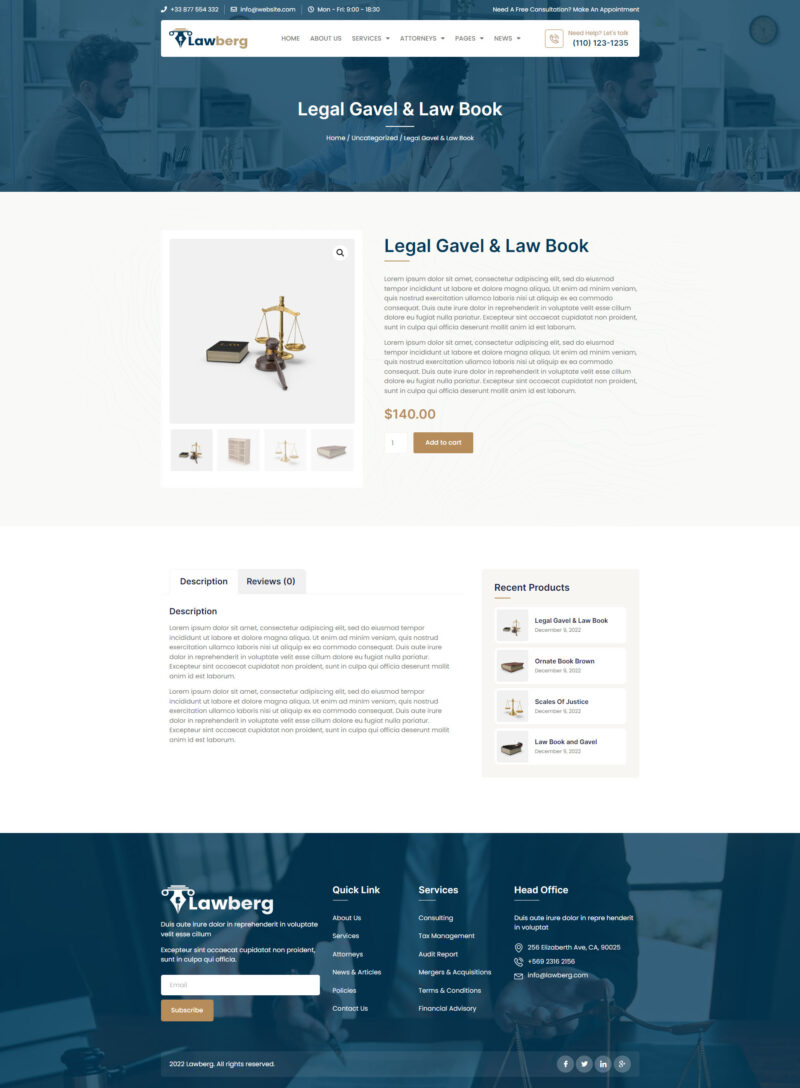 +33 877 554 332
info@website.com
Mon - Fri: 9:00 - 18:30
Need A Free Consultation? Make An Appointment
Lawberg
HOME
ABOUT US
SERVICES
ATTORNEYS
PAGES
NEWS
Need Help? Let's talk
(110) 123-1235
Legal Gavel & Law Book
Home / Uncategorized / Legal Gavel & Law Book
Legal Gavel & Law Book
Lorem ipsum dolor sit amet, consectetur adipiscing elit, sed do eiusmod
tempor incididunt ut labore et dolore magna aliqua. Ut enim ad minim veniam,
quis nostrud exercitation ullamco laboris nisi ut aliquip ex ea commodo
consequat. Duis aute irure dolor in reprehenderit in voluptate velit esse cillum
dolore eu fugiat nulla pariatur. Excepteur sint occaecat cupidatat non proident,
sunt in culpa qui officia deserunt mollit anim id est laborum.
Lorem ipsum dolor sit amet, consectetur adipiscing elit, sed do eiusmod
tempor incididunt ut labore et dolore magna aliqua. Ut enim ad minim veniam,
quis nostrud exercitation ullamco laboris nisi ut aliquip ex ea commodo
consequat. Duis aute irure dolor in reprehenderit in voluptate velit esse cillum
dolore eu fugiat nulla pariatur. Excepteur sint occaecat cupidatat non proident,
sunt in culpa qui officia deserunt mollit anim id est laborum.
$140.00
1
Add to cart
Description
Reviews (0)
Description
Lorem ipsum dolor sit amet, consectetur adipiscing elit, sed do eiusmod tempor
incididunt ut labore et dolore magna aliqua. Ut enim ad minim veniam, quis nostrud
exercitation ullamco laboris nisi ut aliquip ex ea commodo consequat. Duis aute irure
dolor in reprehenderit in voluptate velit esse cillum dolore eu fugiat nulla pariatur.
Excepteur sint occaecat cupidatat non proident, sunt in culpa qui officia deserunt mollit
anim id est laborum.
Lorem ipsum dolor sit amet, consectetur adipiscing elit, sed do eiusmod tempor
incididunt ut labore et dolore magna aliqua. Ut enim ad minim veniam, quis nostrud
exercitation ullamco laboris nisi ut aliquip ex ea commodo consequat. Duis aute irure
dolor in reprehenderit in voluptate velit esse cillum dolore eu fugiat nulla pariatur.
Excepteur sint occaecat cupidatat non proident, sunt in culpa qui officia deserunt mollit
anim id est laborum.
Recent Products
Legal Gavel & Law Book
December 9, 2022
Ornate Book Brown
December 9, 2022
Scales Of Justice
December 9, 2022
Law Book and Gavel
December 9, 2022
Lawberg
Duis aute irure dolor in reprehenderit in voluptate
velit esse cillum
Excepteur sint occaecat cupidatat non proident,
sunt in culpa qui officia.
Email
Subscribe
Quick Link
About Us
Services
Attorneys
News & Articles
Policies
Contact Us
Services
Consulting
Tax Management
Audit Report
Mergers & Acquisitions
Terms & Conditions
Financial Advisory
Head Office
Duis aute irure dolor in repre henderit
in voluptat
256 Elizaberth Ave, CA, 90025
+569 2316 2156
info@lawberg.com
2022 Lawberg. All rights reserved.